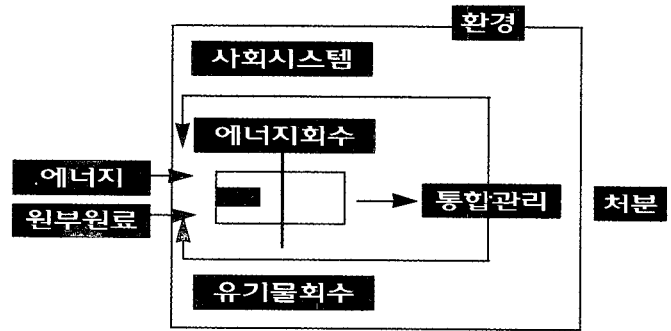 환경
사회시스템
에너지회수
에너지
원부원료
통합관리
처분
유기물회수